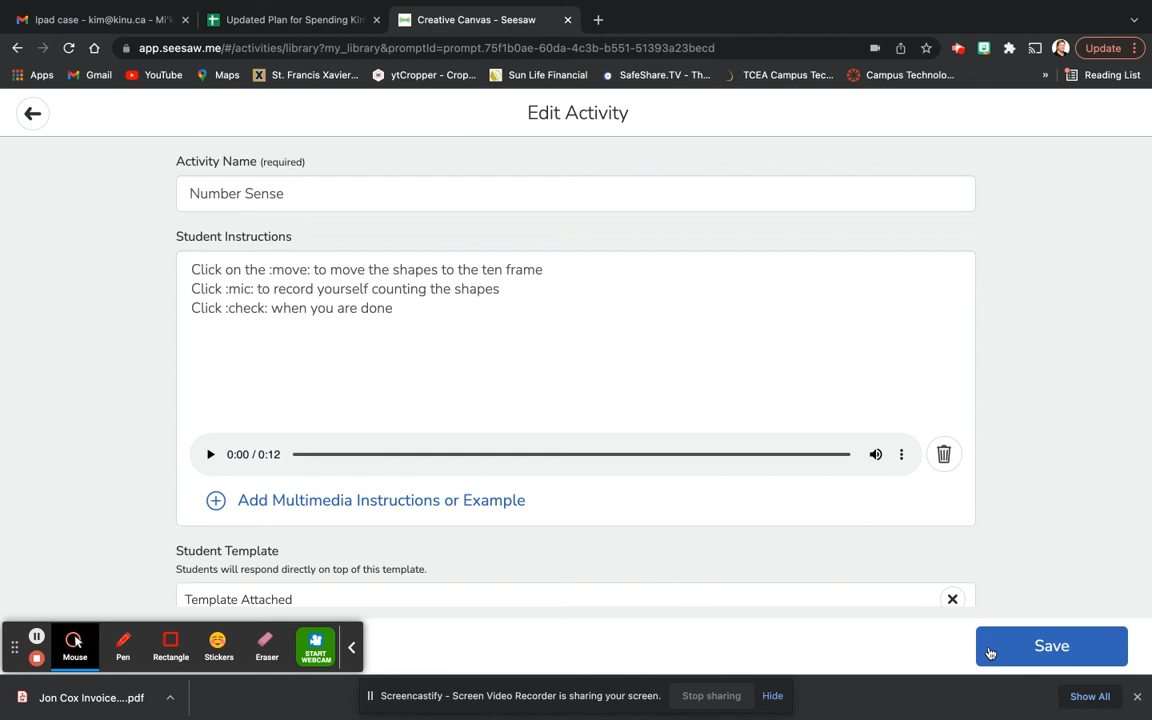 Ipad case - kim@kinu.ca - Mi'k
Updated Plan for Spending Kin
Creative Canvas - Seesaw
app.seesaw.me/#/activities/library?my_library&promptId=prompt.75f1b0ae-60da-4c3b-b551-51393a23becd
Update
Apps
Gmail
YouTube
Maps
St. Francis Xavier...
ytCropper - Crop...
Sun Life Financial
SafeShare.TV - Th...
TCEA Campus Tec...
Campus Technolo...
»
Reading List
Edit Activity
Activity Name (required)
Number Sense
Student Instructions
Click on the :move: to move the shapes to the ten frame
Click :mic: to record yourself counting the shapes
Click :check: when you are done
0:00 / 0:12
Add Multimedia Instructions or Example
Student Template
Students will respond directly on top of this template.
Template Attached
Mouse
Pen
Rectangle
Stickers
Eraser
START
WEBCAM
Save
Jon Cox Invoice....pdf
Screencastify - Screen Video Recorder is sharing your screen.
Stop sharing
Hide
Show All